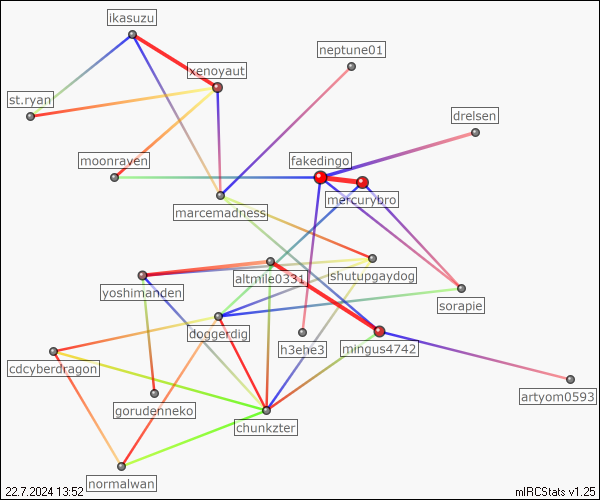 ikasuzu
neptune01
xenoyaut
st.ryan
drelsen
moonraven
fakedingo
mercurybro
marcemadness
altmile0331
shutupgaydog
yoshimanden
sorapie
doggerdig
h3ehe3
mingus4742
cdcyberdragon
artyom0593
gorudenneko
chunkzter
normalwan
22.7.2024 13:52
mIRCStats v1.25